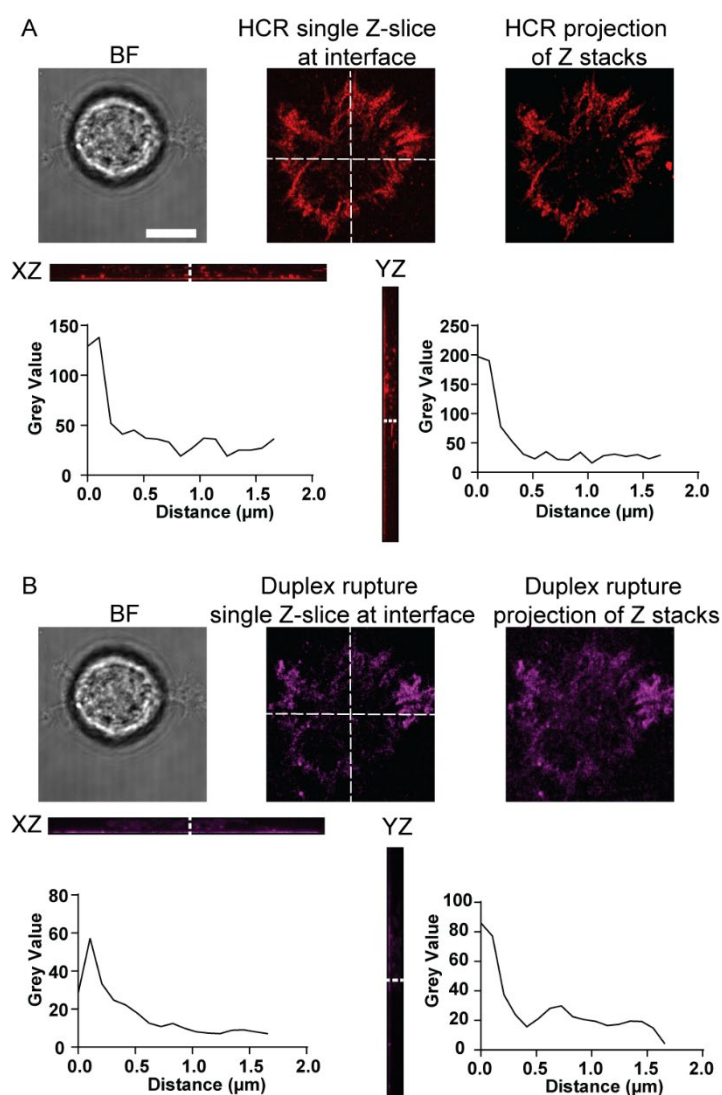 A
BF
HCR single Z-slice
at interface
HCR projection
of Z stacks
XZ
YZ
150
100
50
0
Grey Value
0.0 0.5 1.0 1.5 2.0
Distance (µm)
250
200
150
100
50
0
Grey Value
0.0 0.5 1.0 1.5 2.0
Distance (µm)
B
BF
Duplex rupture
single Z-slice at interface
Duplex rupture
projection of Z stacks
XZ
YZ
80
60
40
20
0
Grey Value
0.0 0.5 1.0 1.5 2.0
Distance (µm)
100
80
60
40
20
0
Grey Value
0.0 0.5 1.0 1.5 2.0
Distance (µm)